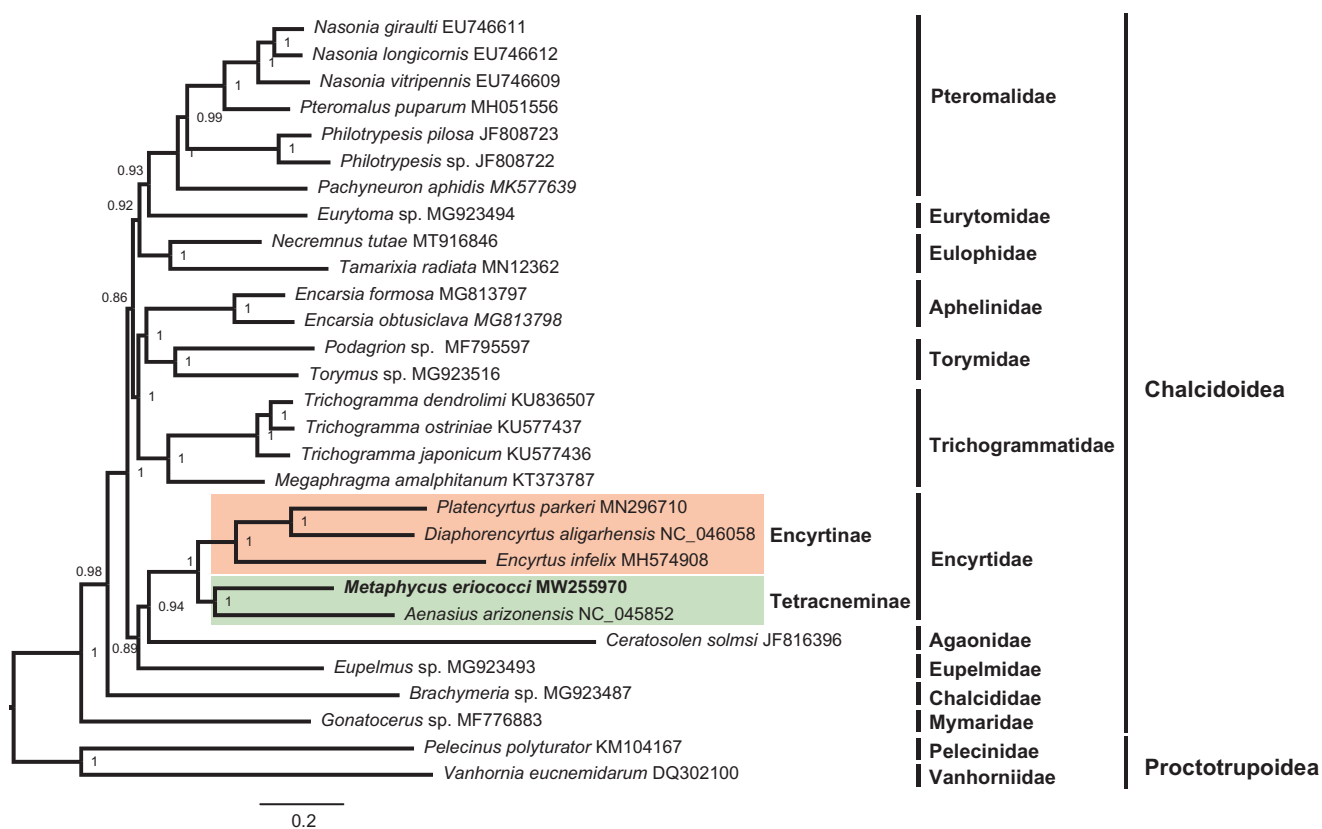 Nasonia giraulti EU746611
Nasonia longicornis EU746612
Nasonia vitripennis EU746609
Pteromalus puparum MH051556
Philotrypesis pilosa JF808723
Philotrypesis sp. JF808722
Pachyneuron aphidis MK577639
Eurytoma sp. MG923494
Necremnus tutae MT916846
Tamarixia radiata MN12362
Encarsia formosa MG813797
Encarsia obtusiclava MG813798
Podagrion sp. MF795597
Torymus sp. MG923516
Trichogramma dendrolimi KU836507
Trichogramma ostriniae KU577437
Trichogramma japonicum KU577436
Megaphragma amalphitanum KT373787
Platencyrtus parkeri MN296710
Diaphorencyrtus aligarhensis NC_046058
Encyrtus infelix MH574908
Metaphycus eriococci MW255970
Aenasius arizonensis NC_045852
Ceratosolen solmsi JF816396
Eupelmus sp. MG923493
Brachymeria sp. MG923487
Gonatocerus sp. MF776883
Pelecinus polyturator KM104167
Vanhornia eucnemidarum DQ302100
1
1
1
0.99
1
1
0.93
0.92
1
0.86
1
1
1
1
1
1
1
1
1
1
1
1
0.94
0.98
0.89
1
1
0.2
Encyrtinae
Tetracneminae
Pteromalidae
Eurytomidae
Eulophidae
Aphelinidae
Torymidae
Trichogrammatidae
Encyrtidae
Agaonidae
Eupelmidae
Chalcididae
Mymaridae
Pelecinidae
Vanhorniidae
Chalcidoidea
Proctotrupoidea